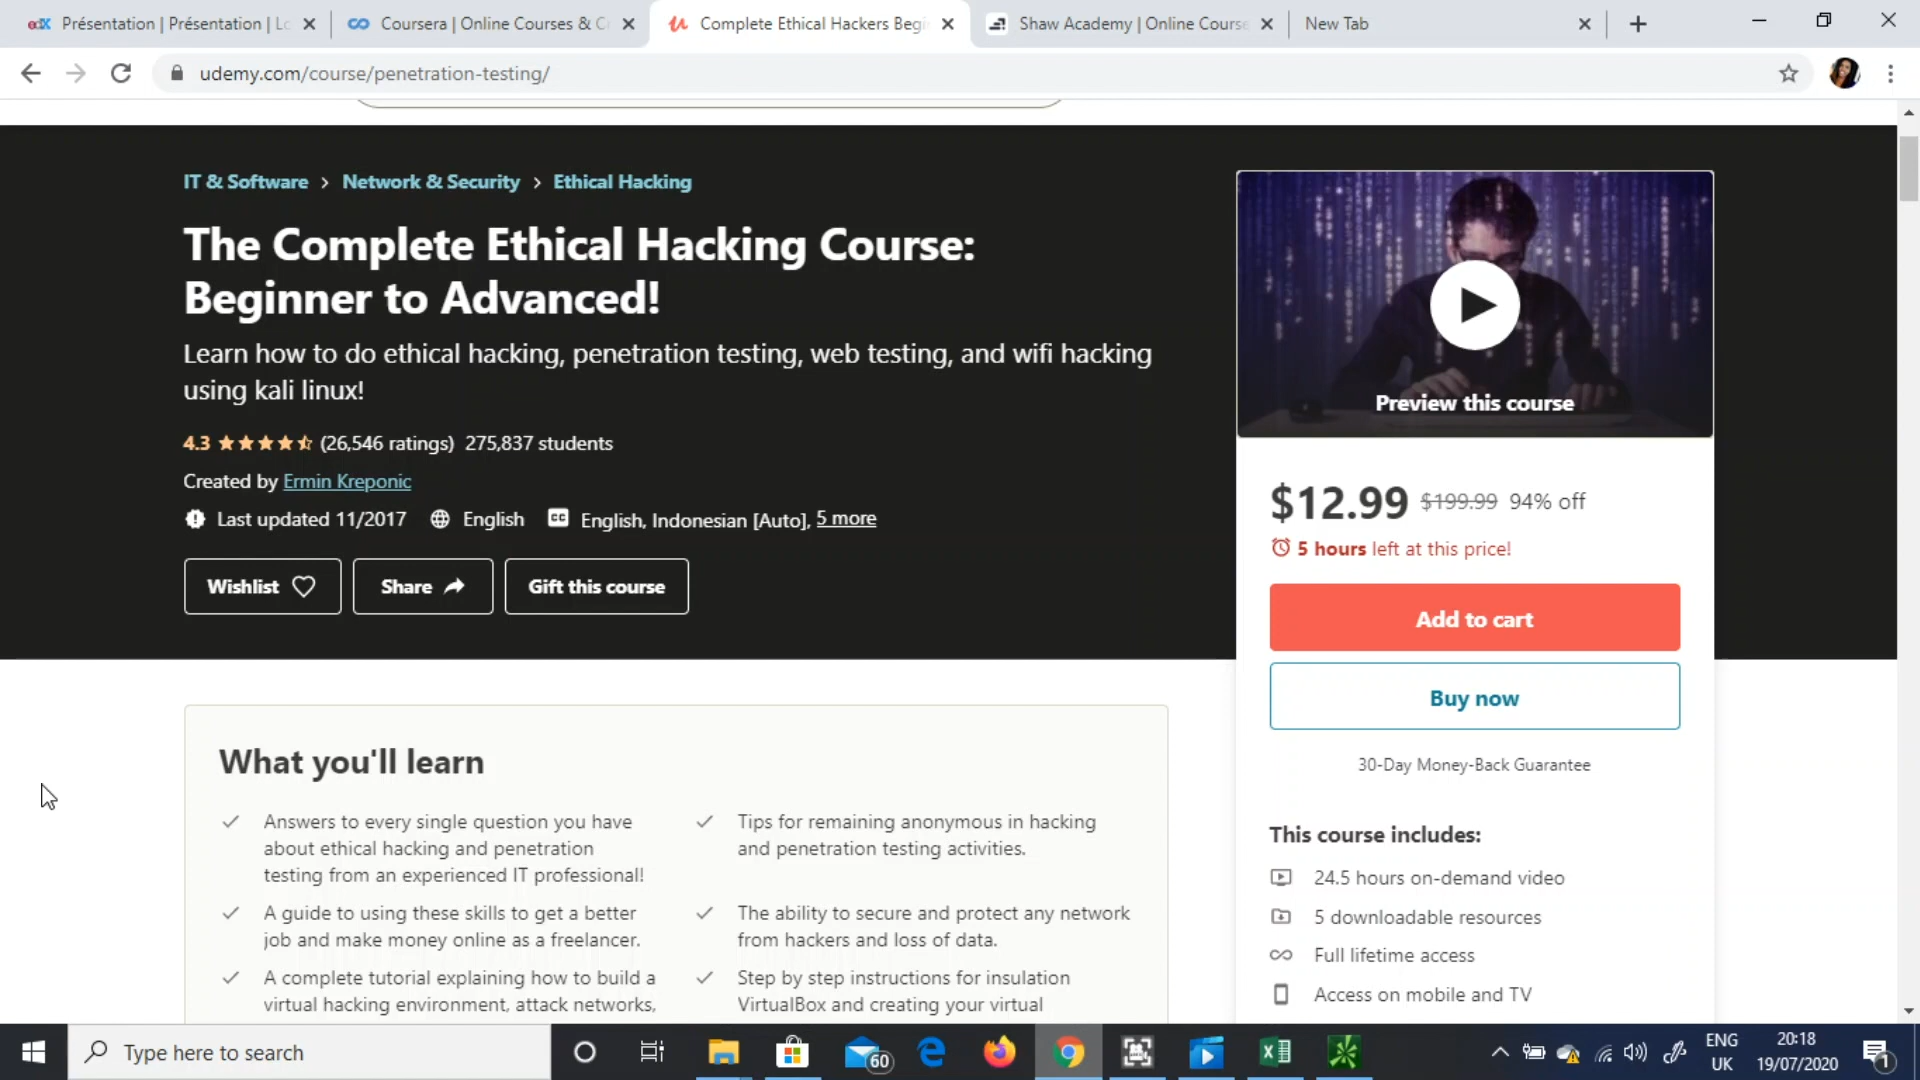 Présentation | Présentation | Lo
Coursera | Online Courses & C
Complete Ethical Hackers Begi
Shaw Academy | Online Course
New Tab
udemy.com/course/penetration-testing/
IT & Software > Network & Security > Ethical Hacking
The Complete Ethical Hacking Course:
Beginner to Advanced!
Learn how to do ethical hacking, penetration testing, web testing, and wifi hacking
using kali linux!
4.3 (26,546 ratings) 275,837 students
Created by Ermin Kreponic
Last updated 11/2017 English CC English, Indonesian [Auto], 5 more
Wishlist
Share
Gift this course
Preview this course
$12.99 $199.99 94% off
5 hours left at this price!
Add to cart
Buy now
30-Day Money-Back Guarantee
This course includes:
24.5 hours on-demand video
5 downloadable resources
Full lifetime access
Access on mobile and TV
What you'll learn
Answers to every single question you have
about ethical hacking and penetration
testing from an experienced IT professional!
Tips for remaining anonymous in hacking
and penetration testing activities.
A guide to using these skills to get a better
job and make money online as a freelancer.
The ability to secure and protect any network
from hackers and loss of data.
A complete tutorial explaining how to build a
virtual hacking environment, attack networks,
Step by step instructions for insulation
VirtualBox and creating your virtual
Type here to search
60
ENG
UK
20:18
19/07/2020
1